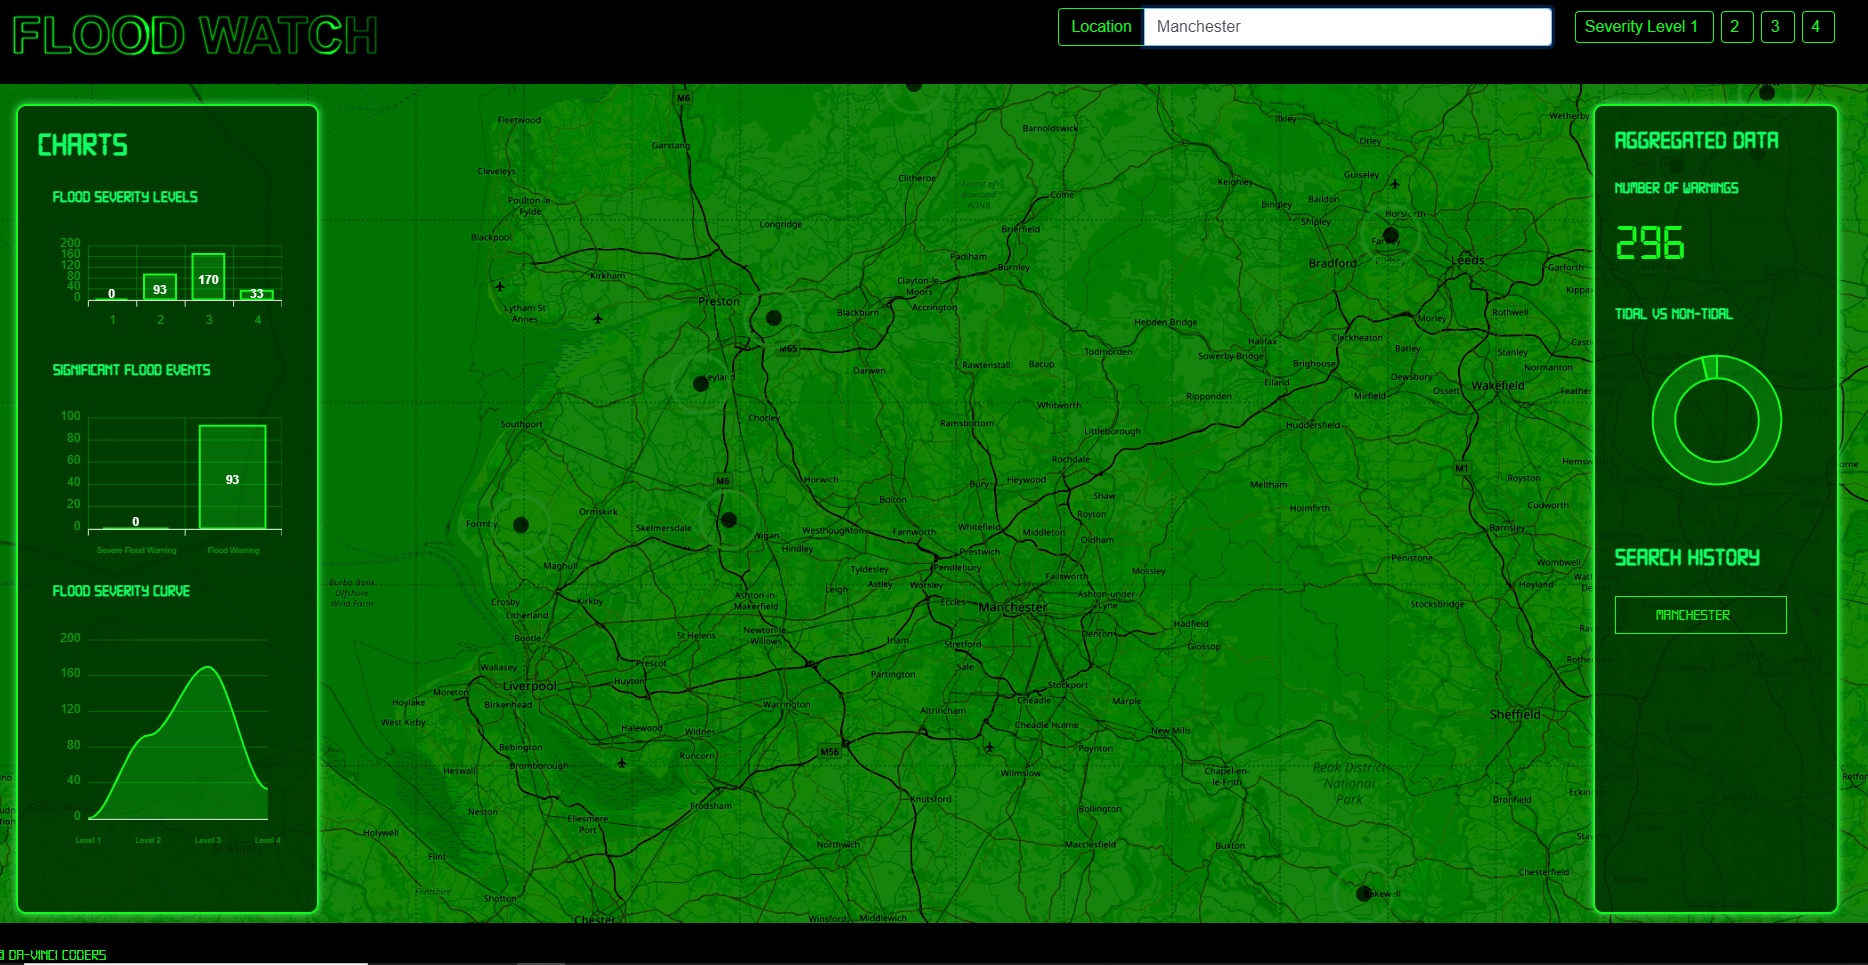 FLOOD WATCH
Location
Manchester
Severity Level 1
2
3
4
CHARTS
FLOOD SEVERITY LEVELS
200
160
120
80
40
0
0
93
170
33
1
2
3
4
SIGNIFICANT FLOOD EVENTS
100
80
60
40
20
0
0
93
Severe Flood Warning
Flood Warning
FLOOD SEVERITY CURVE
200
160
120
80
40
0
Level 1
Level 2
Level 3
Level 4
M6
Fleetwood
Garstang
Cleveleys
Poulton-le-
Fylde
Blackpool
Kirkham
Lytham St
Annes
Longridge
Clitheroe
Forest of
Bowland
AONB
Barnoldswick
Colne
Brierfield
Padiham
Burnley
Clayton-le-
Moors
Accrington
Preston
Blackburn
M65
Darwen
Chorley
Southport
Rawtenstall
Bacup
Todmorden
Hebden Bridge
Whitworth
Ramsbottom
Littleborough
Rochdale
M6
Horwich
Bury
Heywood
Bolton
Shaw
Royton
Formby
Ormskirk
Skelmersdale
Wigan
Westhoughton
Farnworth
Whitefield
Middleton
Oldham
Hindley
Prestwich
Maghull
Tyldesley
Pendlebury
Failsworth
Mossley
Burbo Bank
Offshore
Wind Farm
Crosby
Litherland
Kirkby
Ashton-in-
Makerfield
Leigh
Astley
Worsley
Eccles
Manchester
Ashton-under-
Lyne
Bootle
St Helens
Newton-le-
Willows
Irlam
Stretford
Denton
Hadfield
Glossop
Wallasey
Prescot
Sale
Liverpool
Huyton
Partington
Stockport
Moreton
Hoylake
Birkenhead
Warrington
Altrincham
Cheadle
Marple
West Kirby
Halewood
Widnes
Cheadle Hulme
New Mills
Bebington
Runcorn
M56
Poynton
Heswall
Bromborough
Wilmslow
Chapel-en-
le-Frith
Neston
Frodsham
Knutsford
Bollington
Ellesmere
Port
Holywell
Northwich
Macclesfield
Buxton
Flint
Flintshire
Shotton
Chester
Winsford
Middlewich
Ilkley
Otley
Wetherby
Keighley
Guiseley
Bingley
Baildon
Shipley
Horsforth
Farsley
Pudsey
Bradford
Leeds
Garforth
Kippax
Morley
Rothwell
Halifax
Cleckheaton
Batley
Stanley
Sowerby Bridge
Brighouse
Normanton
Elland
Dewsbury
Ossett
Wakefield
Ripponden
Mirfield
Huddersfield
M1
Royston
Meltham
Holmfirth
Cudworth
Barnsley
Penistone
Wombwell
Hoyland
Stocksbridge
Sheffield
Peak District
National
Park
Dronfield
Chesterfield
Bakewell
AGGREGATED DATA
NUMBER OF WARNINGS
296
TIDAL VS NON-TIDAL
SEARCH HISTORY
MANCHESTER
DA-VINCI CODERS